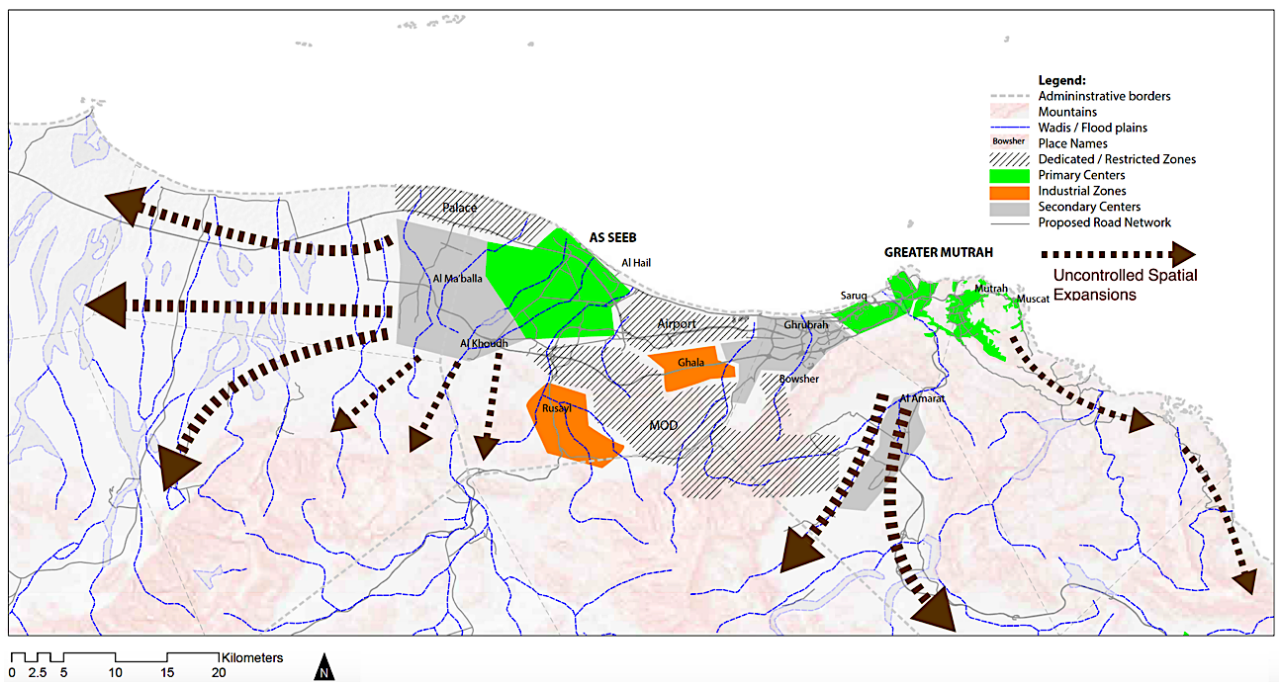 Legend:
Admininstrative borders
Mountains
Wadis / Flood plains
Bowsher
Place Names
Dedicated / Restricted Zones
Primary Centers
Industrial Zones
Secondary Centers
Proposed Road Network
Uncontrolled Spatial
Expansions
Palace
AS SEEB
Al Hail
Al Ma'balla
GREATER MUTRAH
Saruq
Mutrah
Muscat
Airport
Ghrubrah
Al Khoudh
Ghala
Bowsher
Rusayl
MOD
Al Amarat
Kilometers
0 2.5 5 10 15 20
N